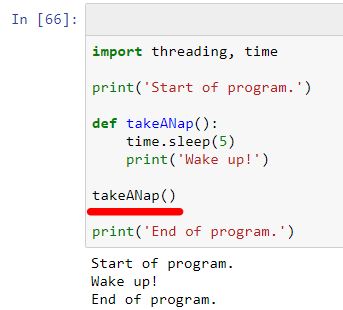 In [66]:
import threading, time
print('Start of program.')
def takeANap():
    time.sleep(5)
    print('Wake up!')
takeANap()
print('End of program.')
Start of program.
Wake up!
End of program.